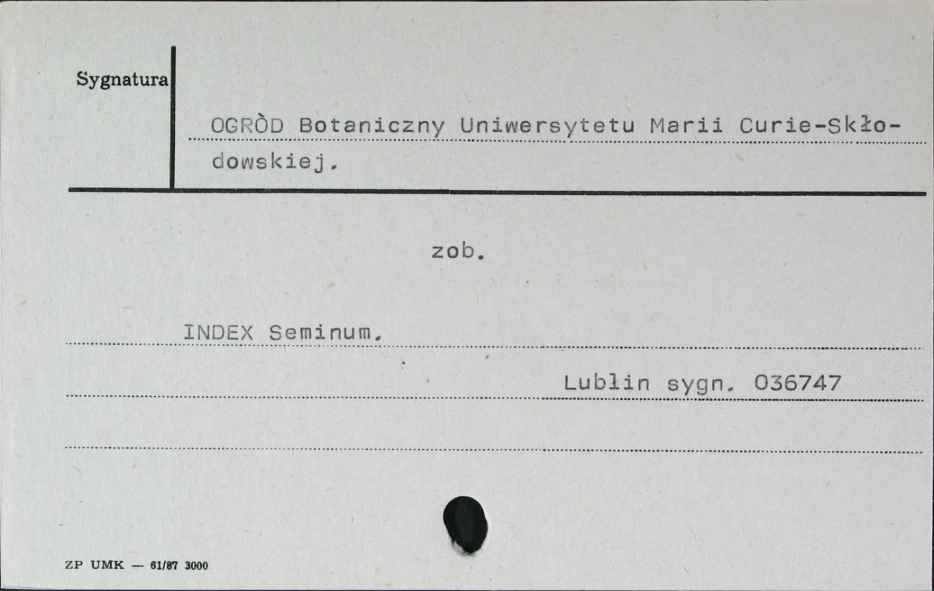 Sygnatura
OGRÒD Botaniczny Uniwersytetu Marii Curie-Skło-
dowskiej.
zob.
INDEX Seminum.
Lublin sygn. 036747
ZP UMK — 61/87 3000